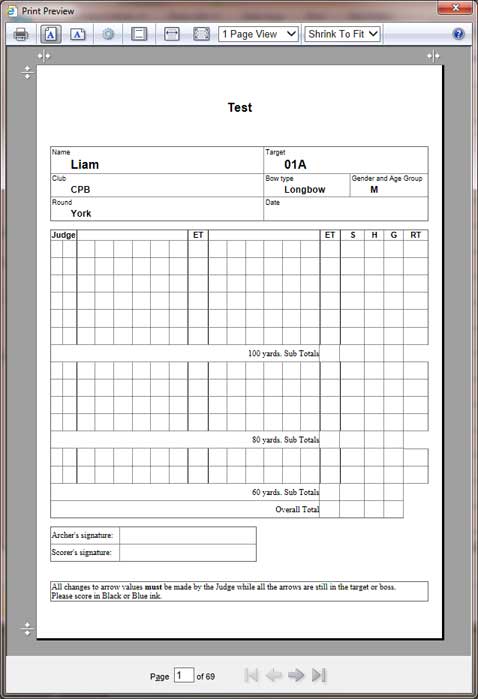 Print Preview
1 Page View Shrink To Fit
Test
Name Target
Liam 01A
Club Bow type Gender and Age Group
CPB Longbow M
Round Date
York
Judge ET ET S H G RT
100 yards. Sub Totals
80 yards. Sub Totals
60 yards. Sub Totals
Overall Total
Archer's signature:
Scorer's signature:
All changes to arrow values must be made by the Judge while all the arrows are still in the target or boss.
Please score in Black or Blue ink.
Page 1 of 69